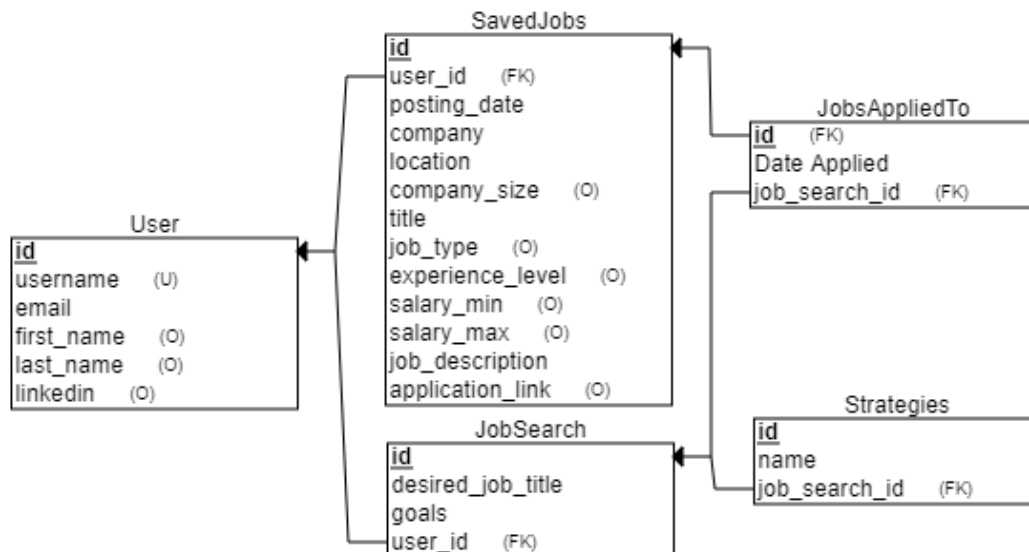 SavedJobs
id
user_id (FK)
posting_date
company
location
company_size (O)
title
job_type (O)
experience_level (O)
salary_min (O)
salary_max (O)
job_description
application_link (O)
JobsAppliedTo
id (FK)
Date Applied
job_search_id (FK)
User
id
username (U)
email
first_name (O)
last_name (O)
linkedin (O)
JobSearch
id
desired_job_title
goals
user_id (FK)
Strategies
id
name
job_search_id (FK)